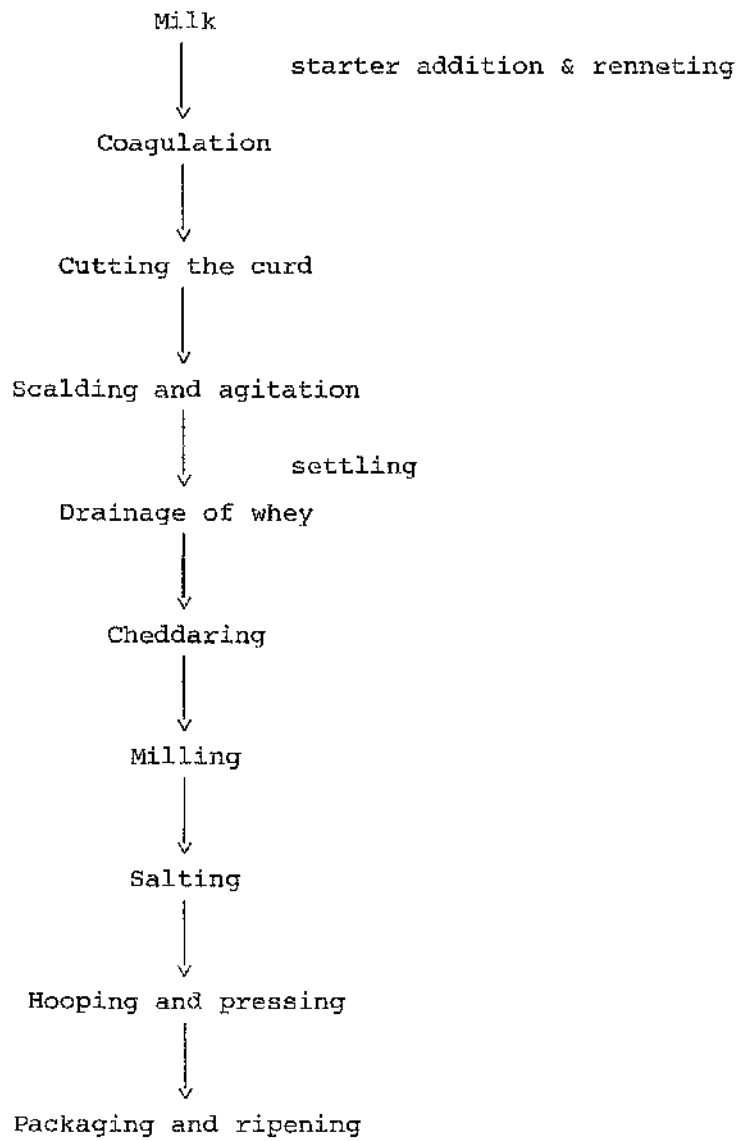 Milk
starter addition & renneting
Coagulation
Cutting the curd
Scalding and agitation
settling
Drainage of whey
Cheddaring
Milling
Salting
Hooping and pressing
Packaging and ripening